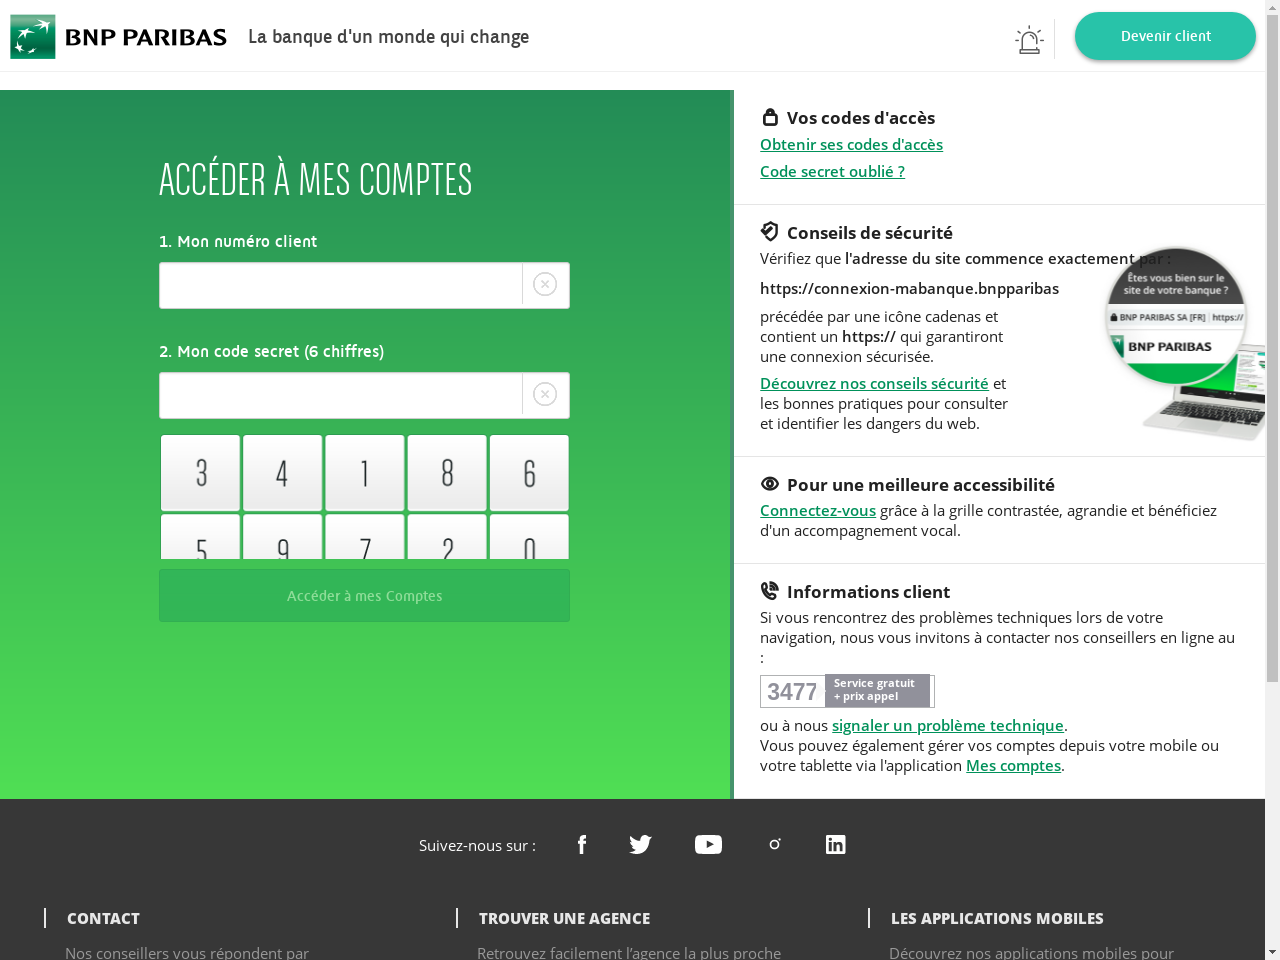 BNP PARIBAS
La banque d'un monde qui change
Devenir client
ACCÉDER À MES COMPTES
1. Mon numéro client
2. Mon code secret (6 chiffres)
3 4 1 8 6
5 9 7 2 0
Accéder à mes Comptes
Vos codes d'accès
Obtenir ses codes d'accès
Code secret oublié ?
Conseils de sécurité
Vérifiez que l'adresse du site commence exactement par :
https://connexion-mabanque.bnpparibas
précédée par une icône cadenas et
contient un https:// qui garantiront
une connexion sécurisée.
Découvrez nos conseils sécurité et
les bonnes pratiques pour consulter
et identifier les dangers du web.
Êtes vous bien sur le
site de votre banque ?
BNP PARIBAS SA [FR] https://
BNP PARIBAS
Pour une meilleure accessibilité
Connectez-vous grâce à la grille contrastée, agrandie et bénéficiez
d'un accompagnement vocal.
Informations client
Si vous rencontrez des problèmes techniques lors de votre
navigation, nous vous invitons à contacter nos conseillers en ligne au
:
3477
Service gratuit
+ prix appel
ou à nous signaler un problème technique.
Vous pouvez également gérer vos comptes depuis votre mobile ou
votre tablette via l'application Mes comptes.
Suivez-nous sur :
CONTACT
Nos conseillers vous répondent par
TROUVER UNE AGENCE
Retrouvez facilement l’agence la plus proche
LES APPLICATIONS MOBILES
Découvrez nos applications mobiles pour